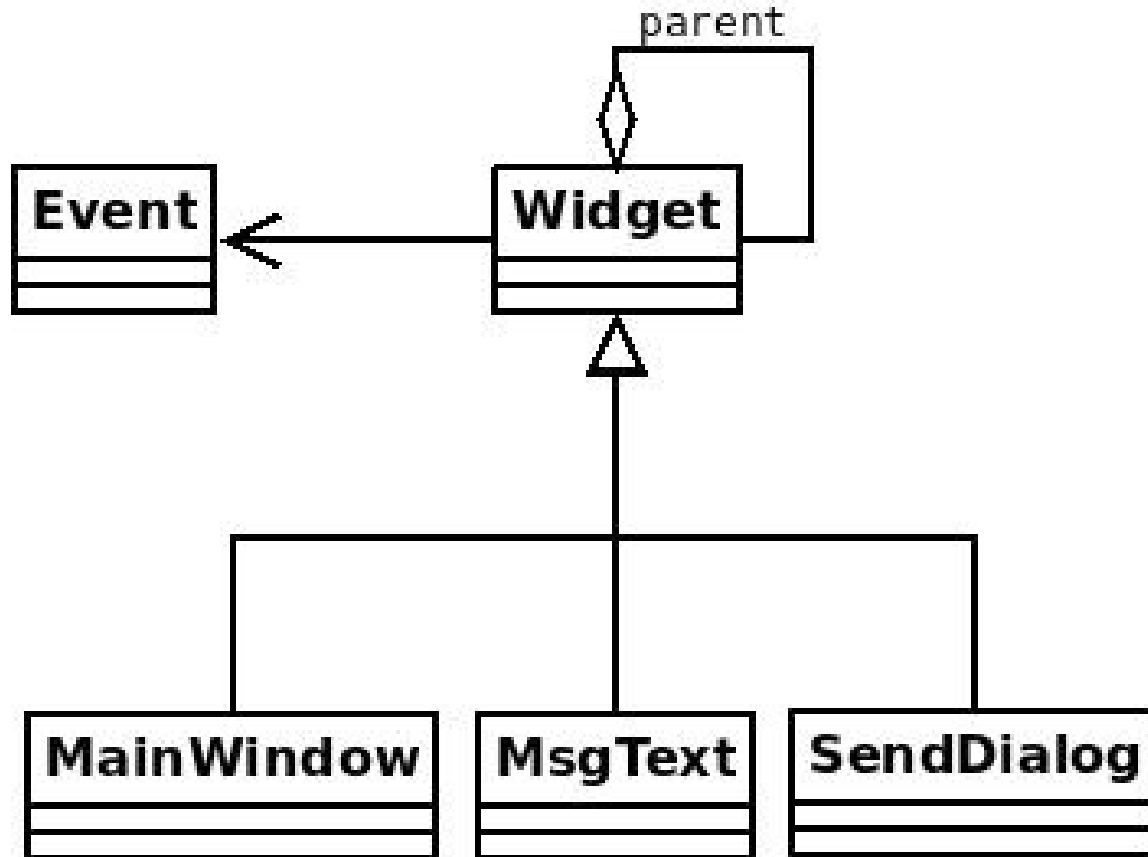 parent
Event
Widget
MainWindow
MsgText
SendDialog